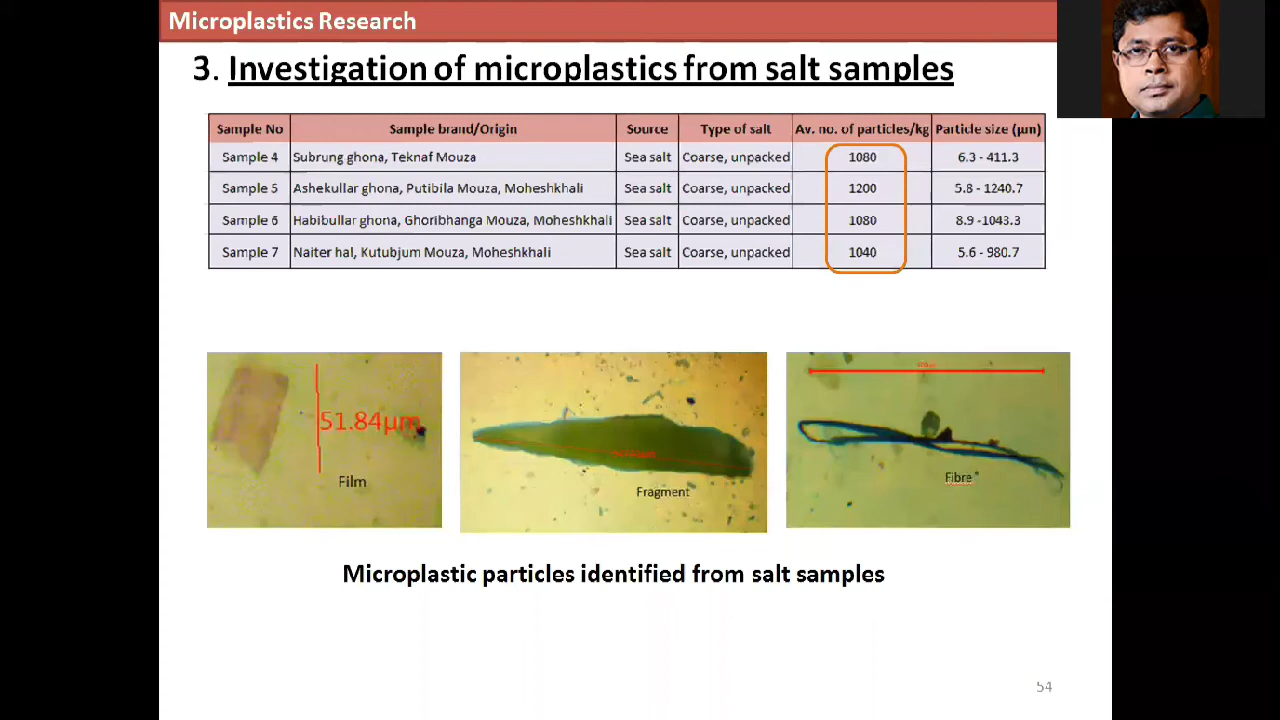 Microplastics Research
3. Investigation of microplastics from salt samples
Sample No Sample brand/Origin Source Type of salt Av. no. of particles/kg Particle size (µm)
Sample 4 Subrung ghona, Teknaf Mouza Sea salt Coarse, unpacked 1080 6.3 - 411.3
Sample 5 Ashekullar ghona, Putibila Mouza, Moheshkhali Sea salt Coarse, unpacked 1200 5.8 - 1240.7
Sample 6 Habibullar ghona, Ghoribhanga Mouza, Moheshkhali Sea salt Coarse, unpacked 1080 8.9 -1043.3
Sample 7 Naiter hal, Kutubjum Mouza, Moheshkhali Sea salt Coarse, unpacked 1040 5.6 - 980.7
51.84µm
Film
Fragment
Fibre
Microplastic particles identified from salt samples
54